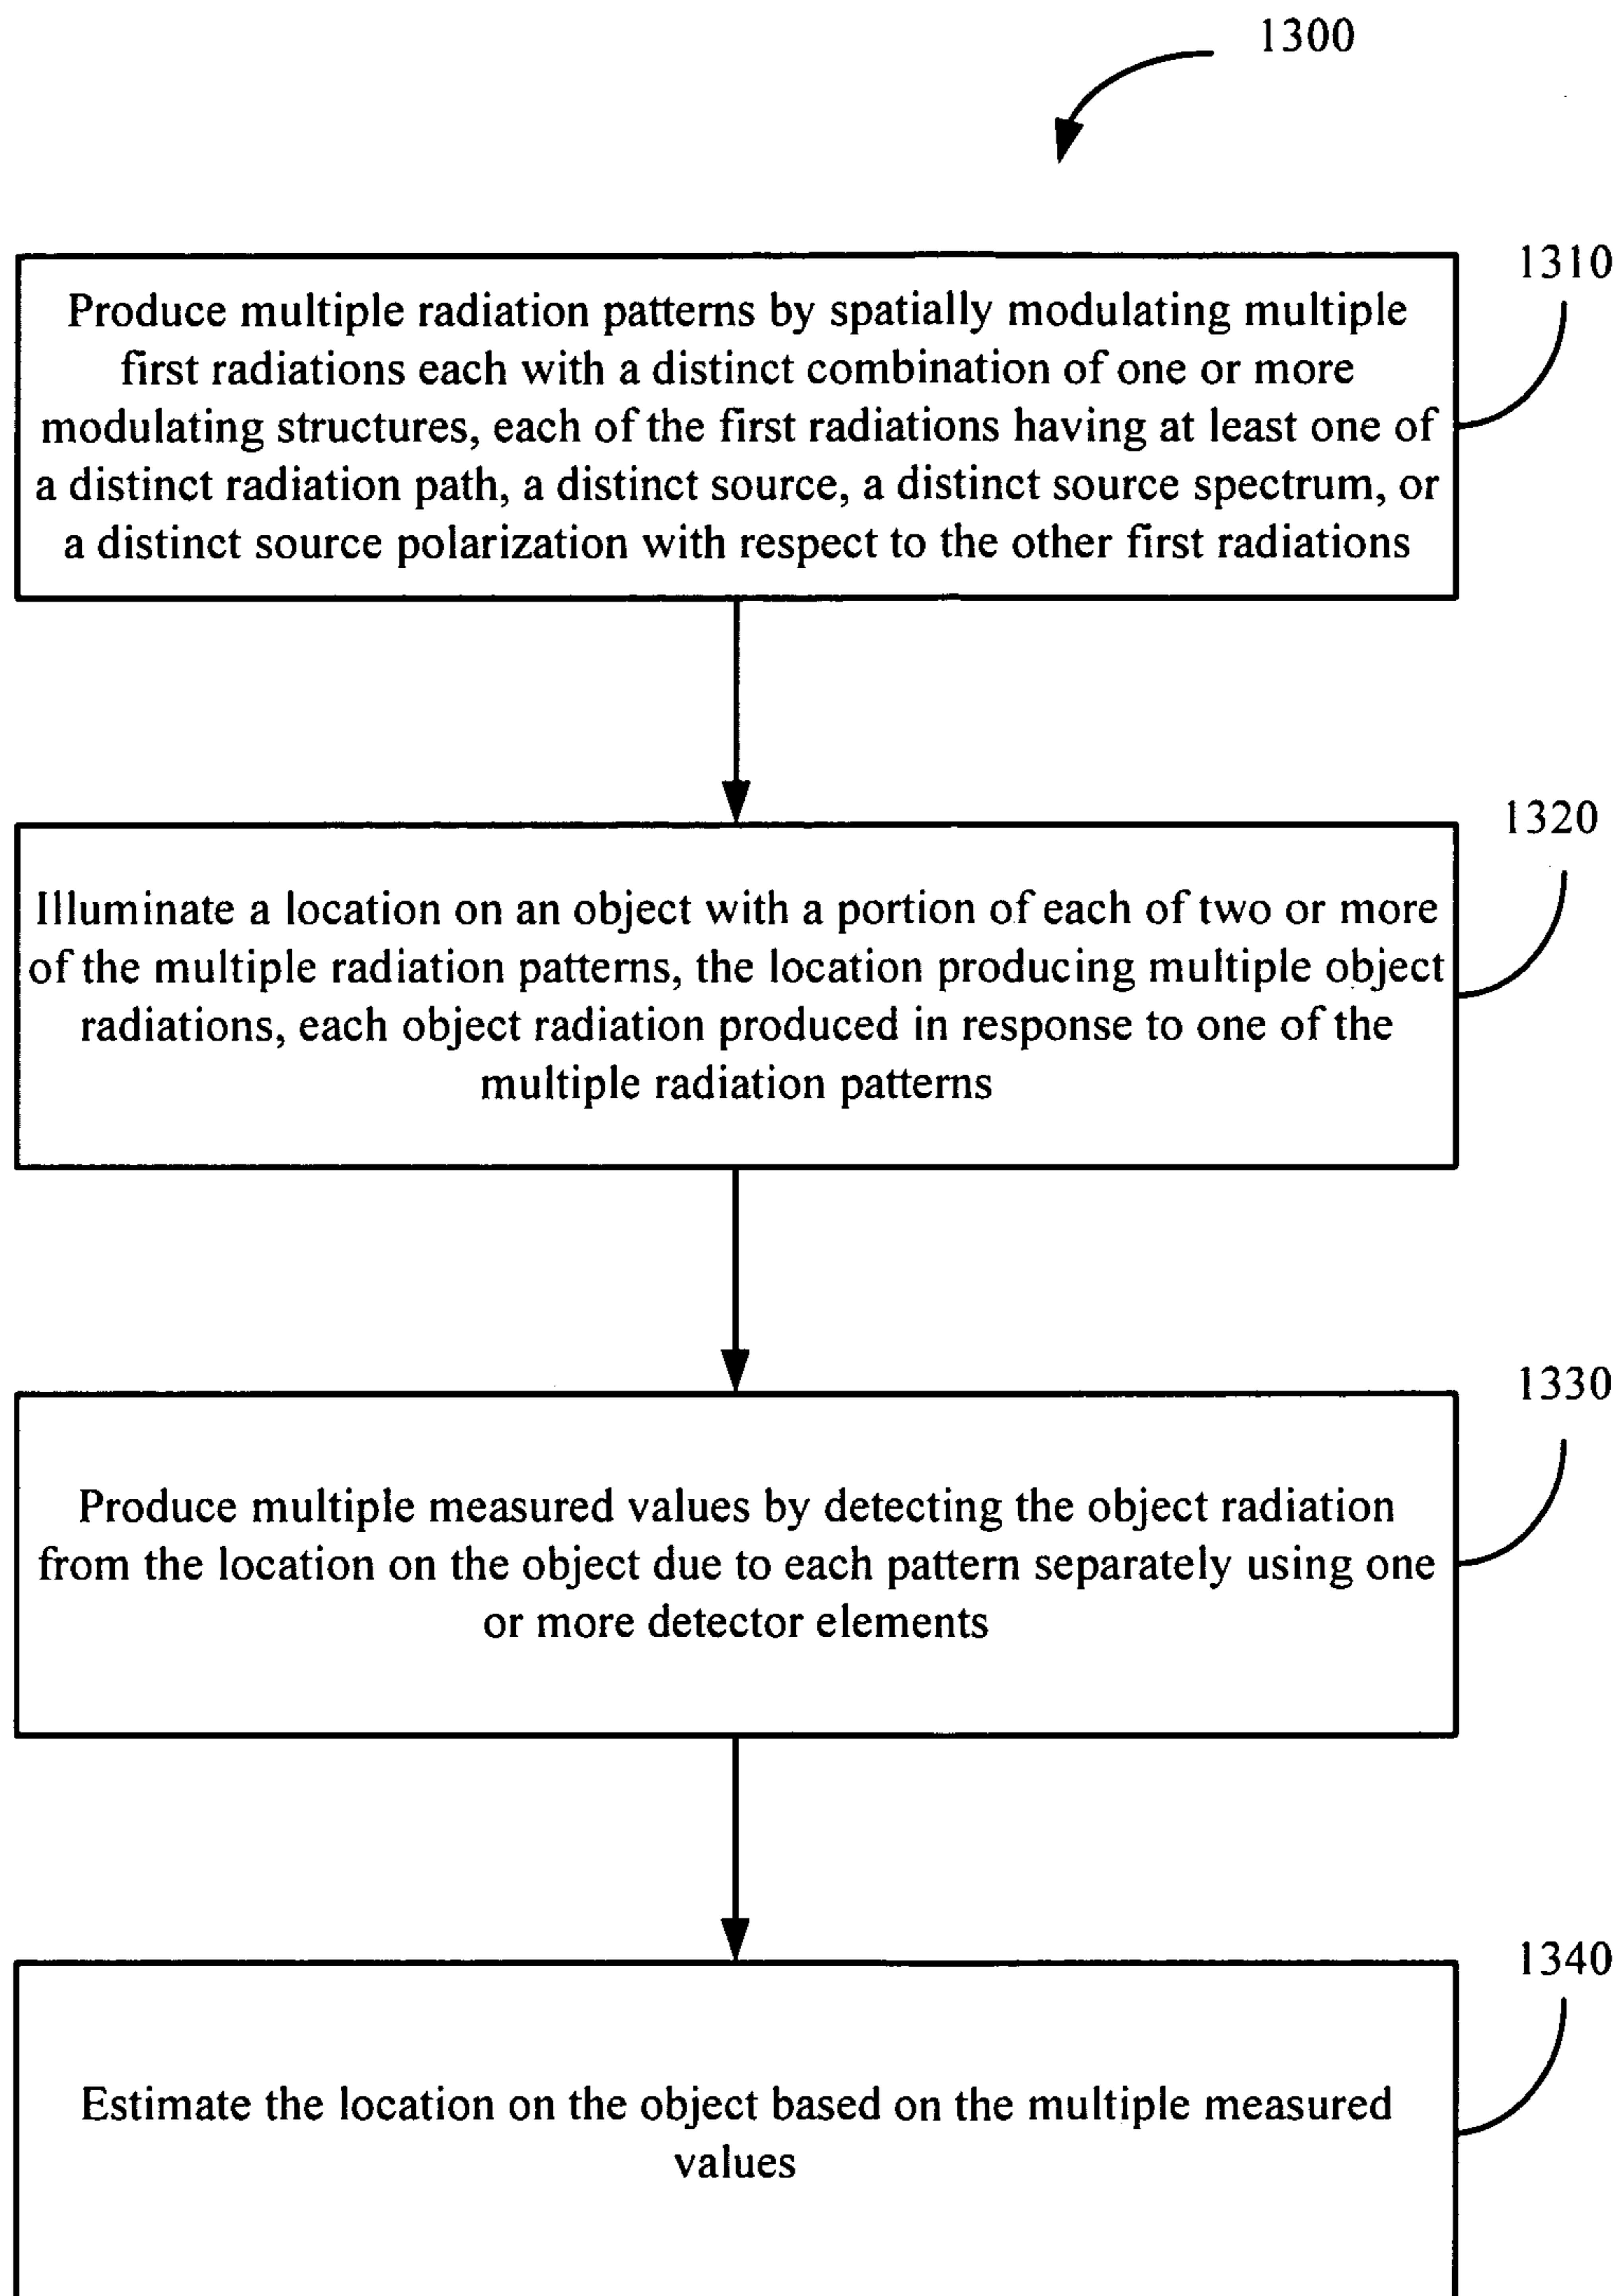 1300
1310
Produce multiple radiation patterns by spatially modulating multiple
first radiations each with a distinct combination of one or more
modulating structures, each of the first radiations having at least one of
a distinct radiation path, a distinct source, a distinct source spectrum, or
a distinct source polarization with respect to the other first radiations
1320
Illuminate a location on an object with a portion of each of two or more
of the multiple radiation patterns, the location producing multiple object
radiations, each object radiation produced in response to one of the
multiple radiation patterns
1330
Produce multiple measured values by detecting the object radiation
from the location on the object due to each pattern separately using one
or more detector elements
1340
Estimate the location on the object based on the multiple measured
values